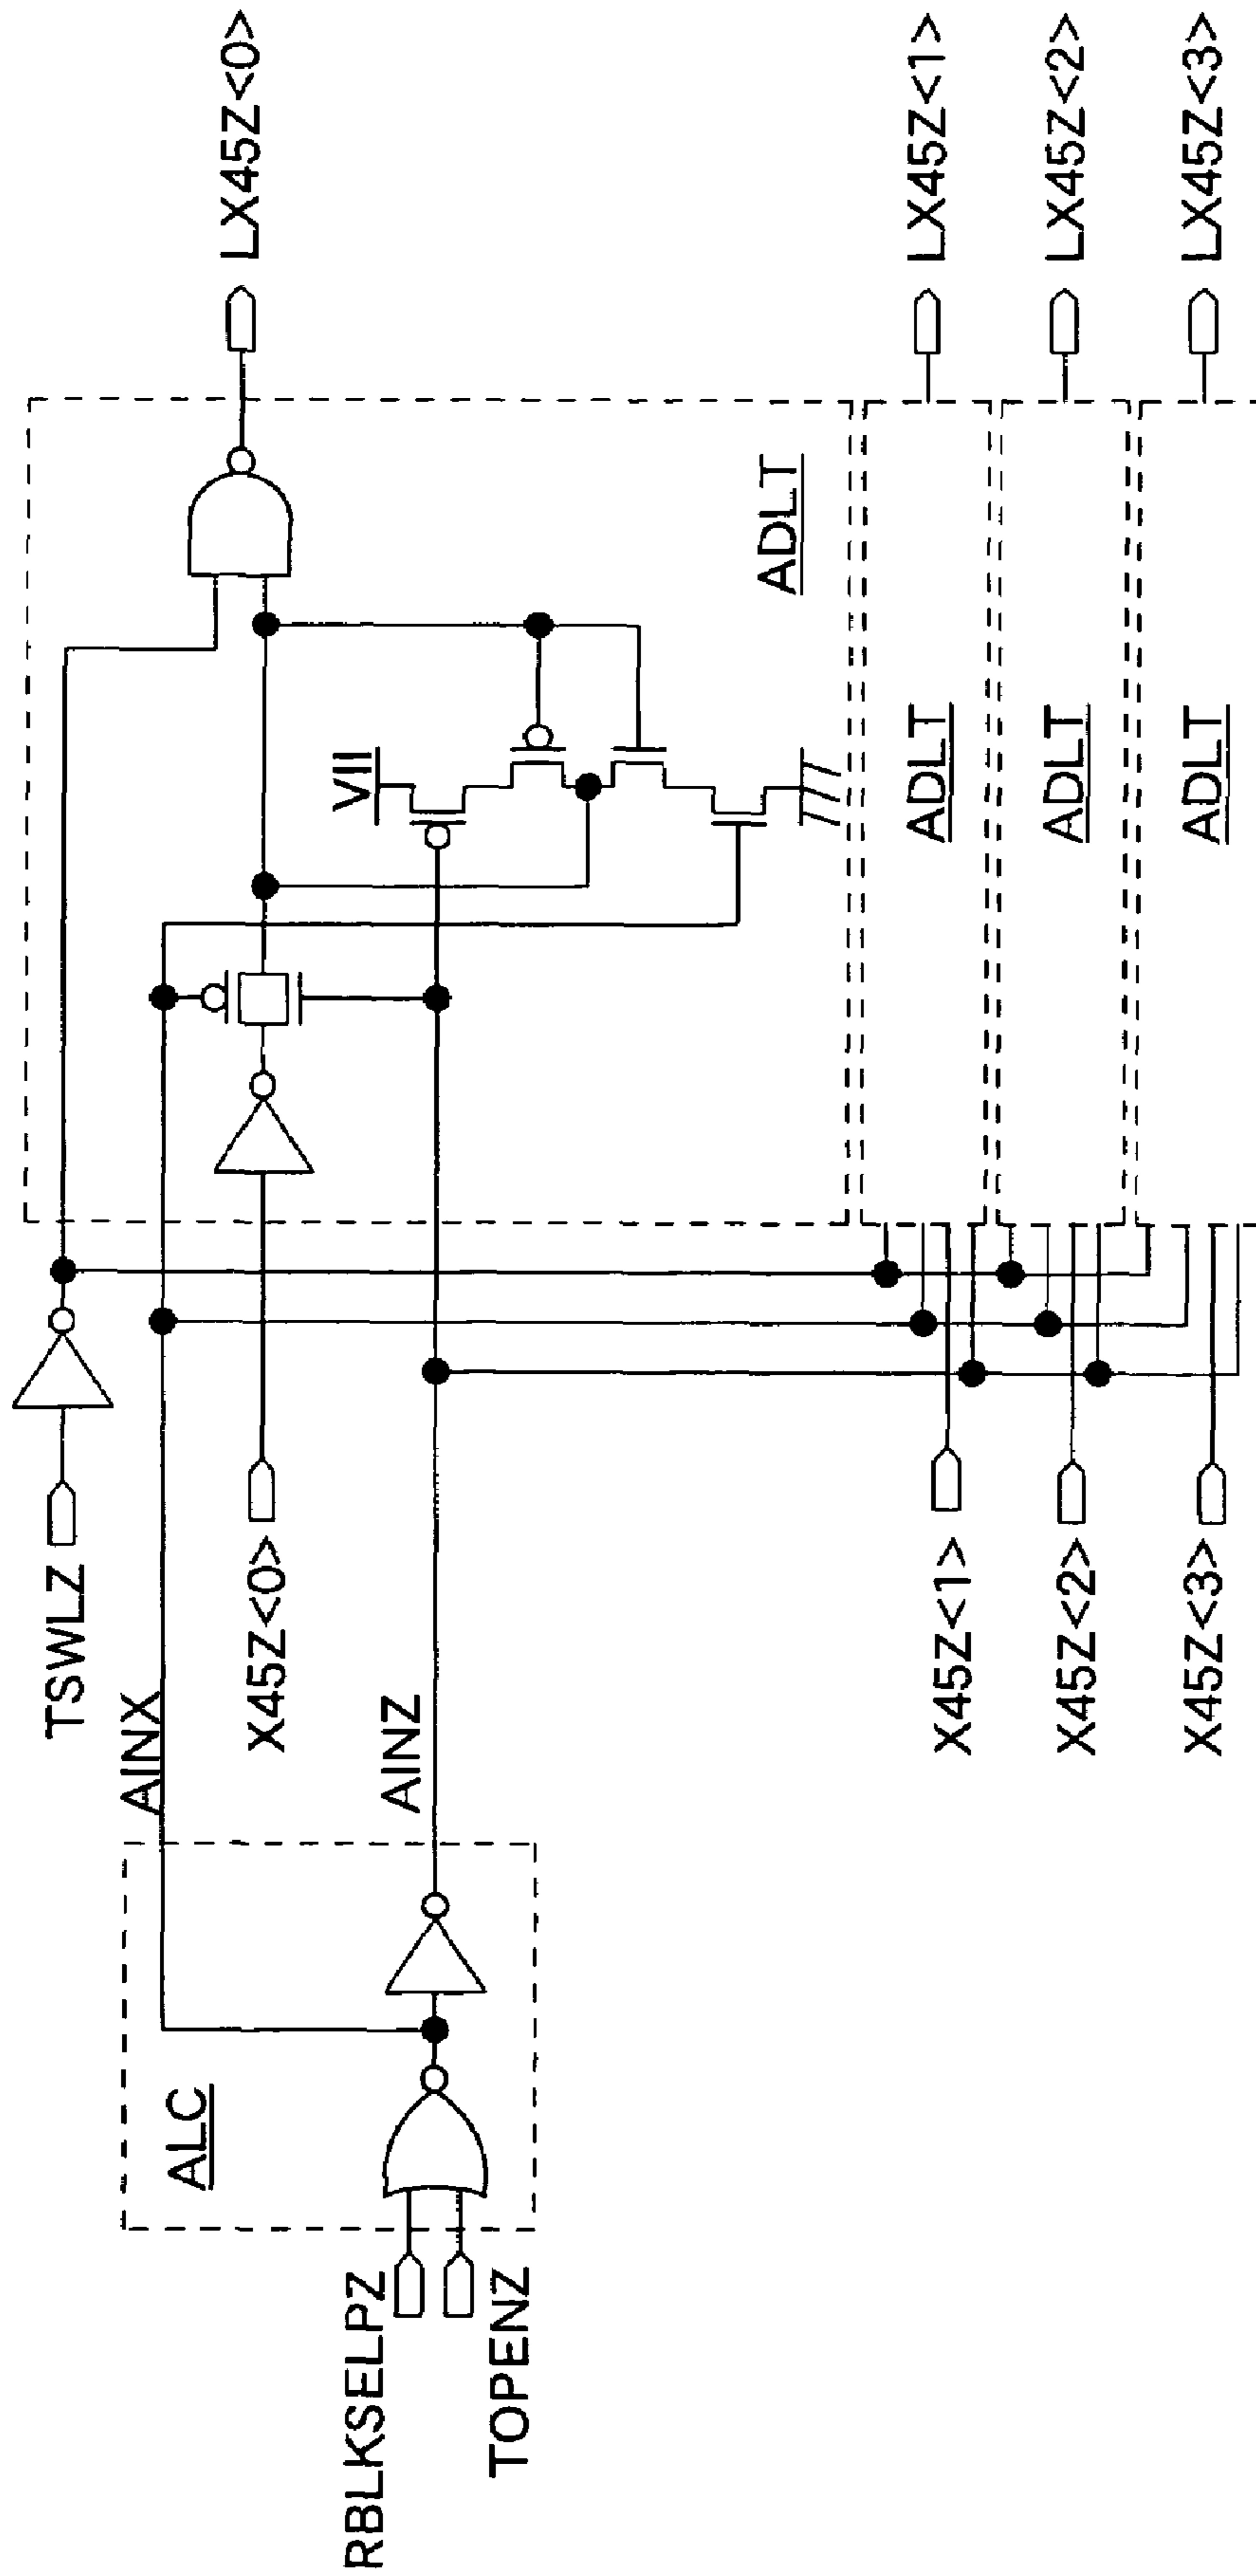 RBLKSELPZ
TOPENZ
ALC
AINX
AINZ
TSWLZ
X45Z<0>
X45Z<1>
X45Z<2>
X45Z<3>
VII
ADLT
ADLT
ADLT
ADLT
LX45Z<0>
LX45Z<1>
LX45Z<2>
LX45Z<3>